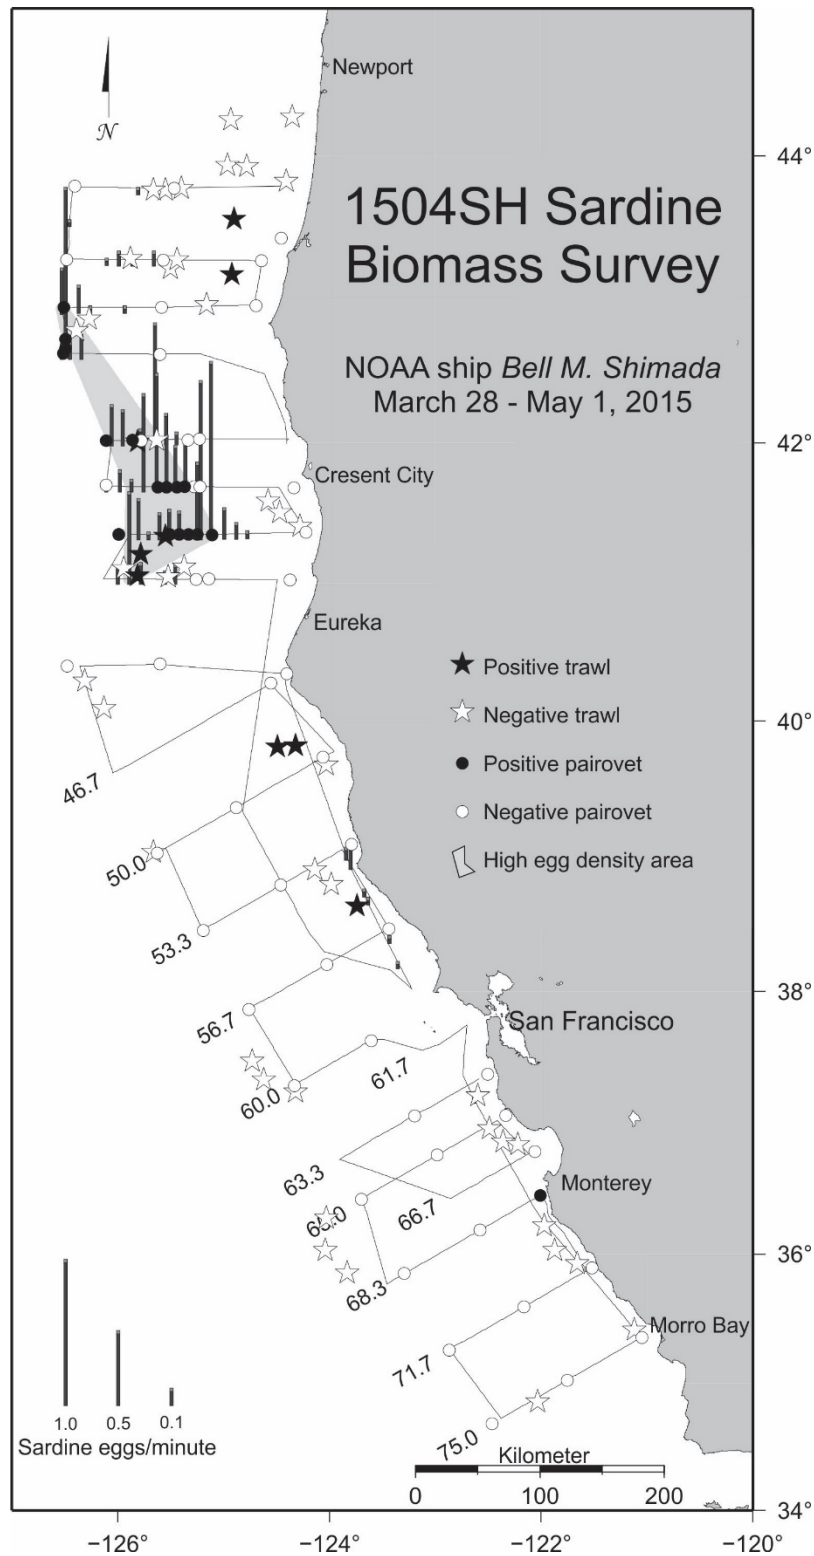 Newport
N
44°
1504SH Sardine
Biomass Survey
NOAA ship Bell M. Shimada
March 28 - May 1, 2015
42°
Cresent City
Eureka
Positive trawl
Negative trawl
40°
46.7
Positive pairovet
Negative pairovet
50.0
High egg density area
53.3
38°
56.7
San Francisco
60.0
61.7
63.3
Monterey
66.7
36°
68.3
Morro Bay
71.7
1.0 0.5 0.1
Sardine eggs/minute
75.0
Kilometer
0 100 200
34°
−126° −124° −122° −120°